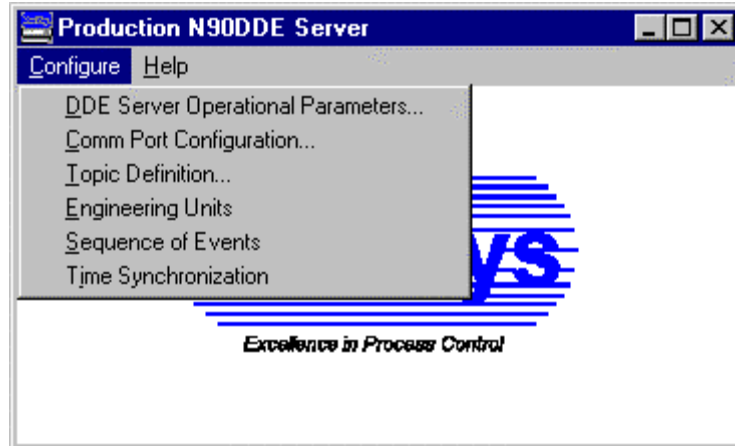 Production N90DDE Server
Configure Help
DDE Server Operational Parameters...
Comm Port Configuration...
Topic Definition...
Engineering Units
Sequence of Events
Time Synchronization
Excellence in Process Control